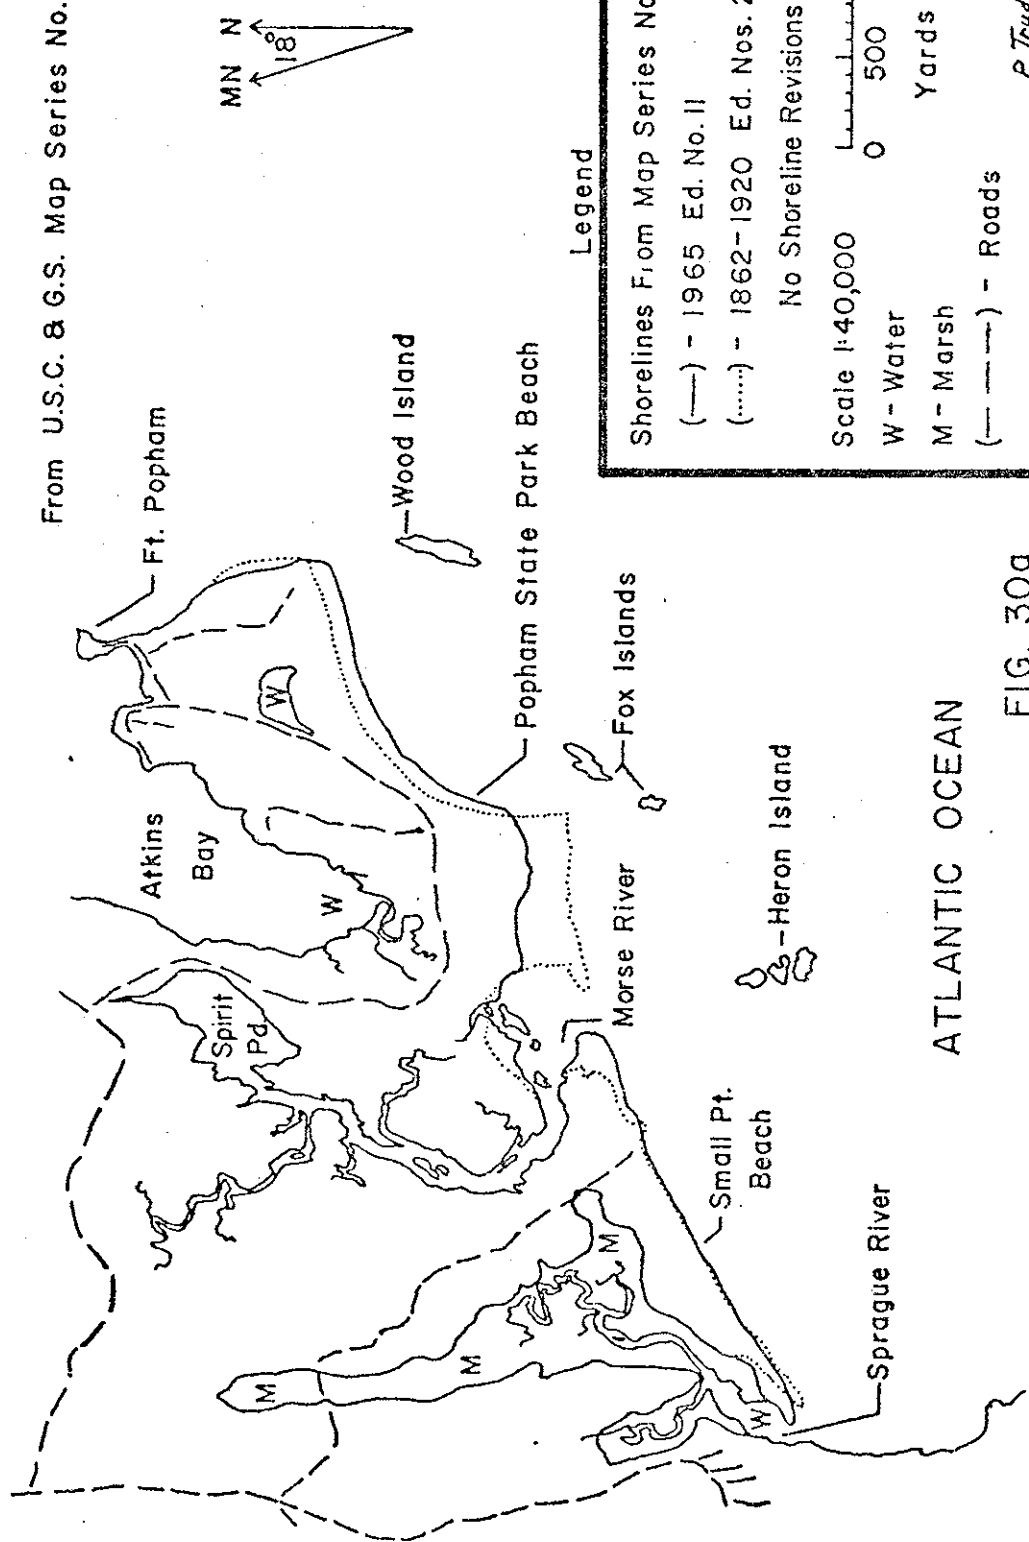 From U.S.C. & G.S. Map Series No.
MN N
18°
Ft. Popham
Wood Island
Popham State Park Beach
Fox Islands
Heron Island
Atkins
Bay
W
W
Spirit
Pd.
Morse River
Small Pt.
Beach
Sprague River
M
M
M
W
ATLANTIC OCEAN
FIG. 30a
Legend
Shorelines From Map Series No
(——) - 1965 Ed. No. 11
(......) - 1862-1920 Ed. Nos. 2
No Shoreline Revisions
Scale 1:40,000
0 500
Yards
W - Water
M - Marsh
(— — —) - Roads